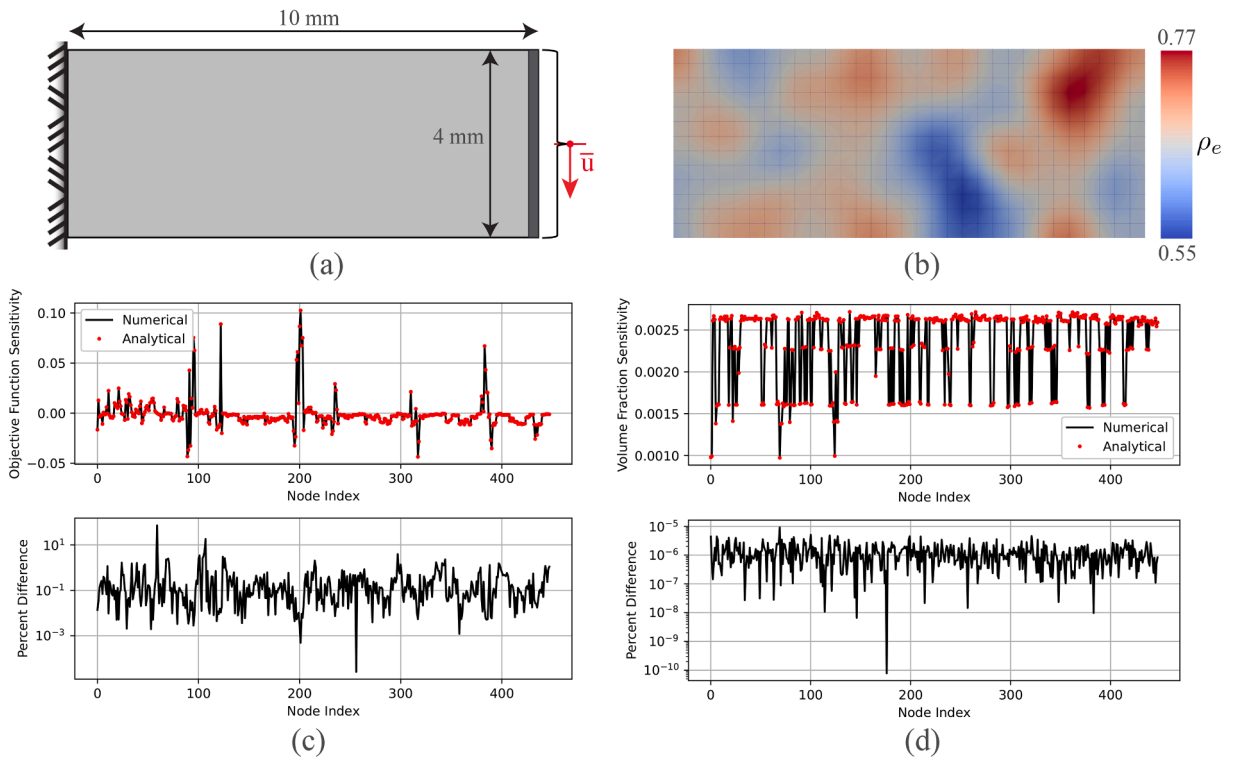 10 mm
4 mm
u̅
(a)
0.77
ρe
0.55
(b)
Objective Function Sensitivity
0.10
0.05
0.00
−0.05
Numerical
Analytical
0
100
200
300
400
Node Index
Percent Difference
10^1
10^−1
10^−3
0
100
200
300
400
Node Index
(c)
Volume Fraction Sensitivity
0.0025
0.0020
0.0015
0.0010
Numerical
Analytical
0
100
200
300
400
Node Index
Percent Difference
10^−5
10^−6
10^−7
10^−8
10^−9
10^−10
0
100
200
300
400
Node Index
(d)